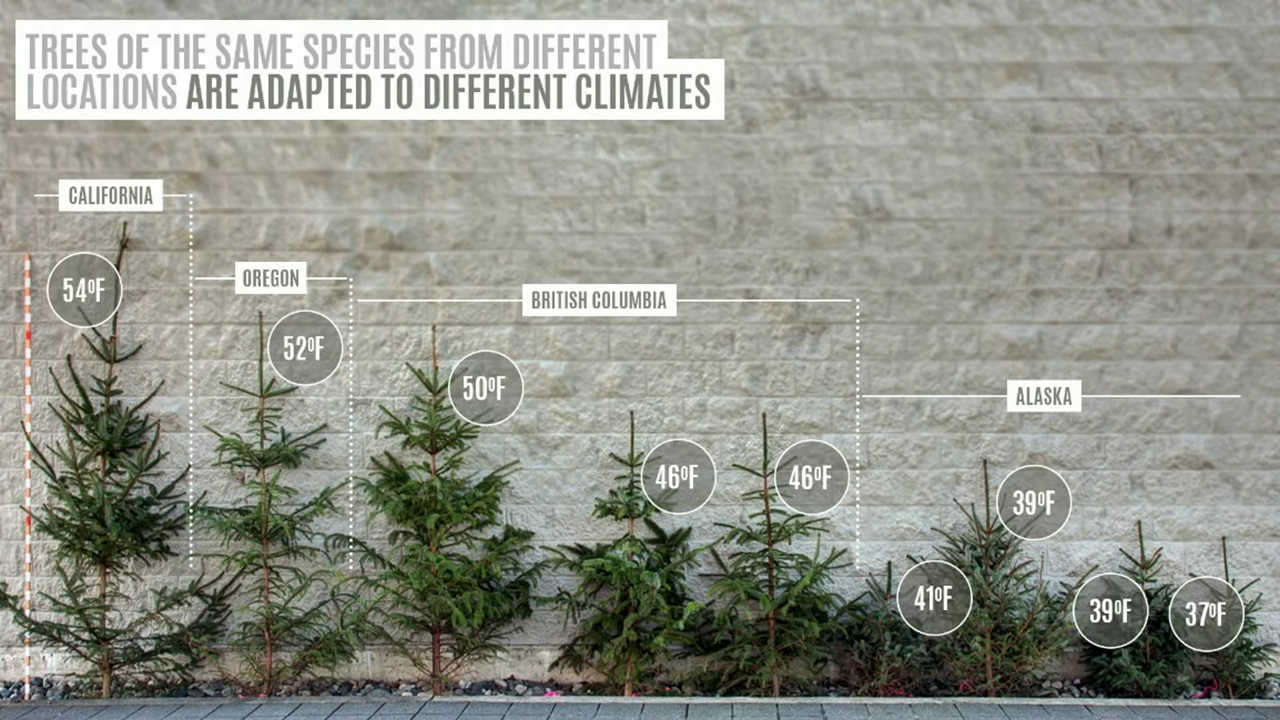 TREES OF THE SAME SPECIES FROM DIFFERENT
LOCATIONS ARE ADAPTED TO DIFFERENT CLIMATES
CALIFORNIA
54ºF
OREGON
52ºF
BRITISH COLUMBIA
50ºF
46ºF
46ºF
ALASKA
41ºF
39ºF
39ºF
37ºF